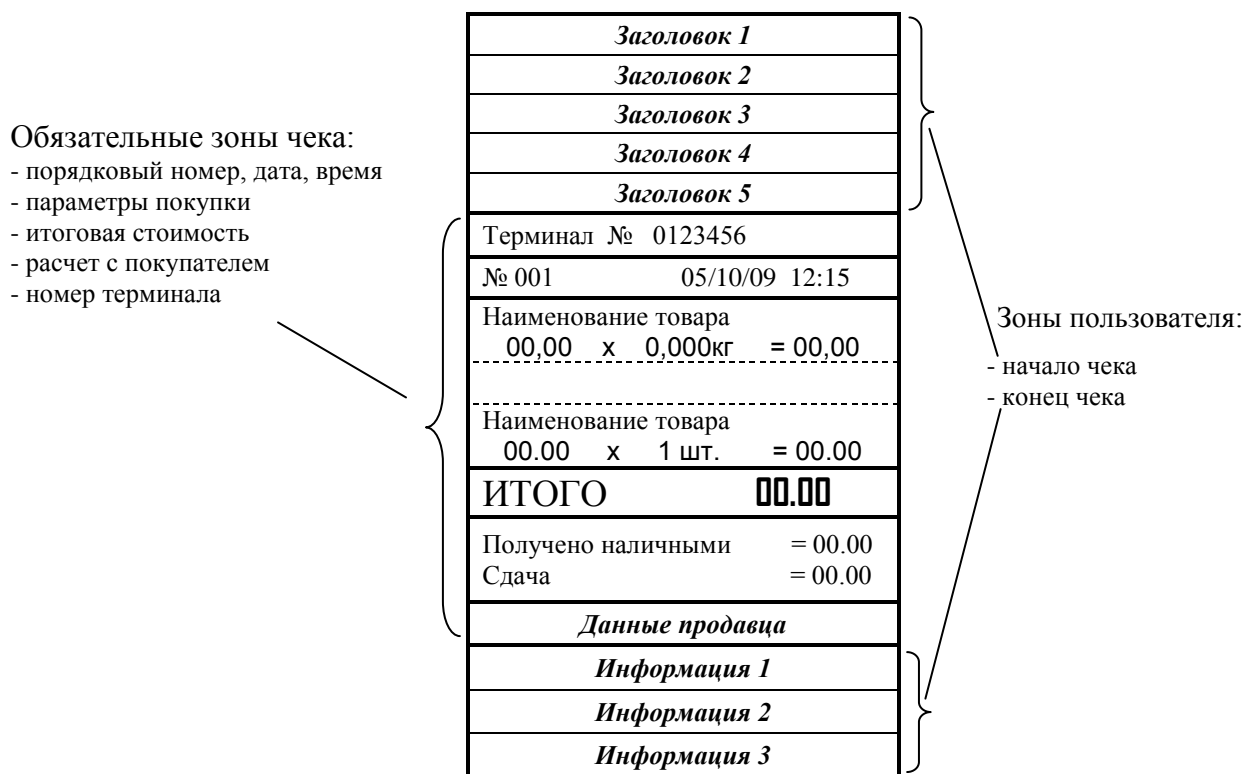 Заголовок 1
Заголовок 2
Заголовок 3
Заголовок 4
Заголовок 5
Обязательные зоны чека:
- порядковый номер, дата, время
- параметры покупки
- итоговая стоимость
- расчет с покупателем
- номер терминала
Терминал № 0123456
№ 001 05/10/09 12:15
Наименование товара
00,00 х 0,000кг = 00,00
Наименование товара
00.00 х 1 шт. = 00.00
ИТОГО 00.00
Получено наличными = 00.00
Сдача = 00.00
Данные продавца
Информация 1
Информация 2
Информация 3
Зоны пользователя:
- начало чека
- конец чека